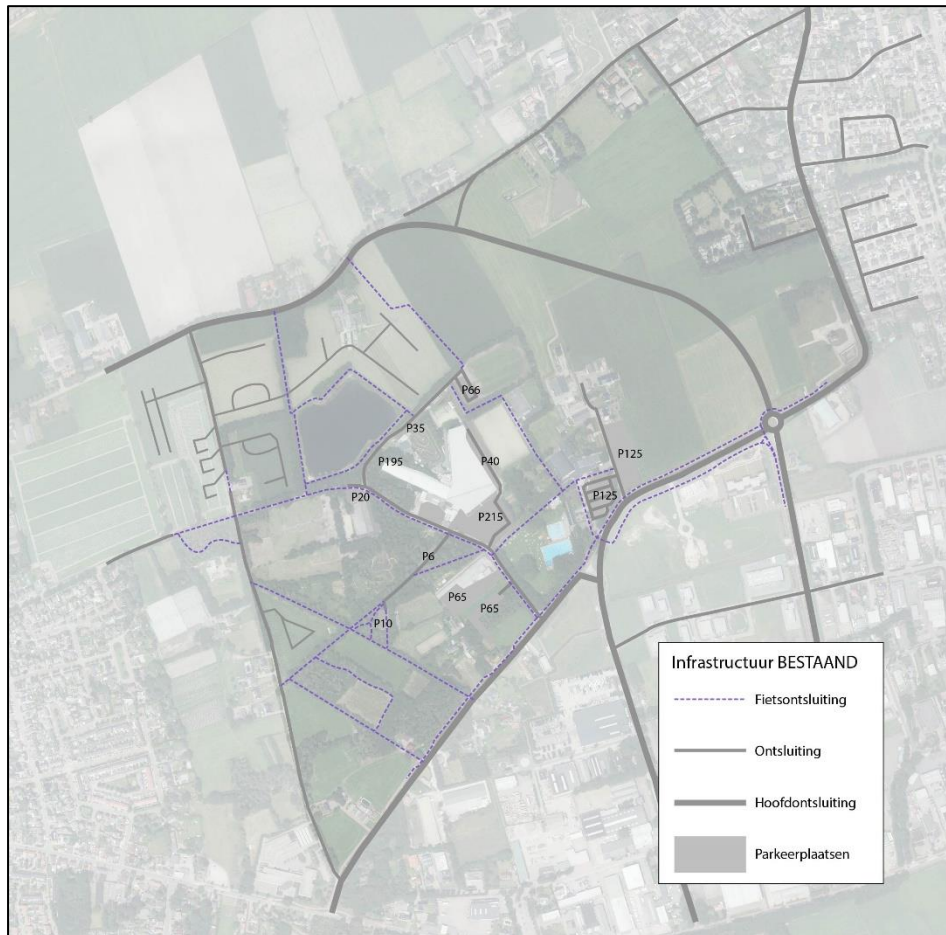 P66
P35
P195
P40
P125
P20
P125
P215
P6
P65
P65
P10
Infrastructuur BESTAAND
Fietsontsluiting
Ontsluiting
Hoofdontsluiting
Parkeerplaatsen